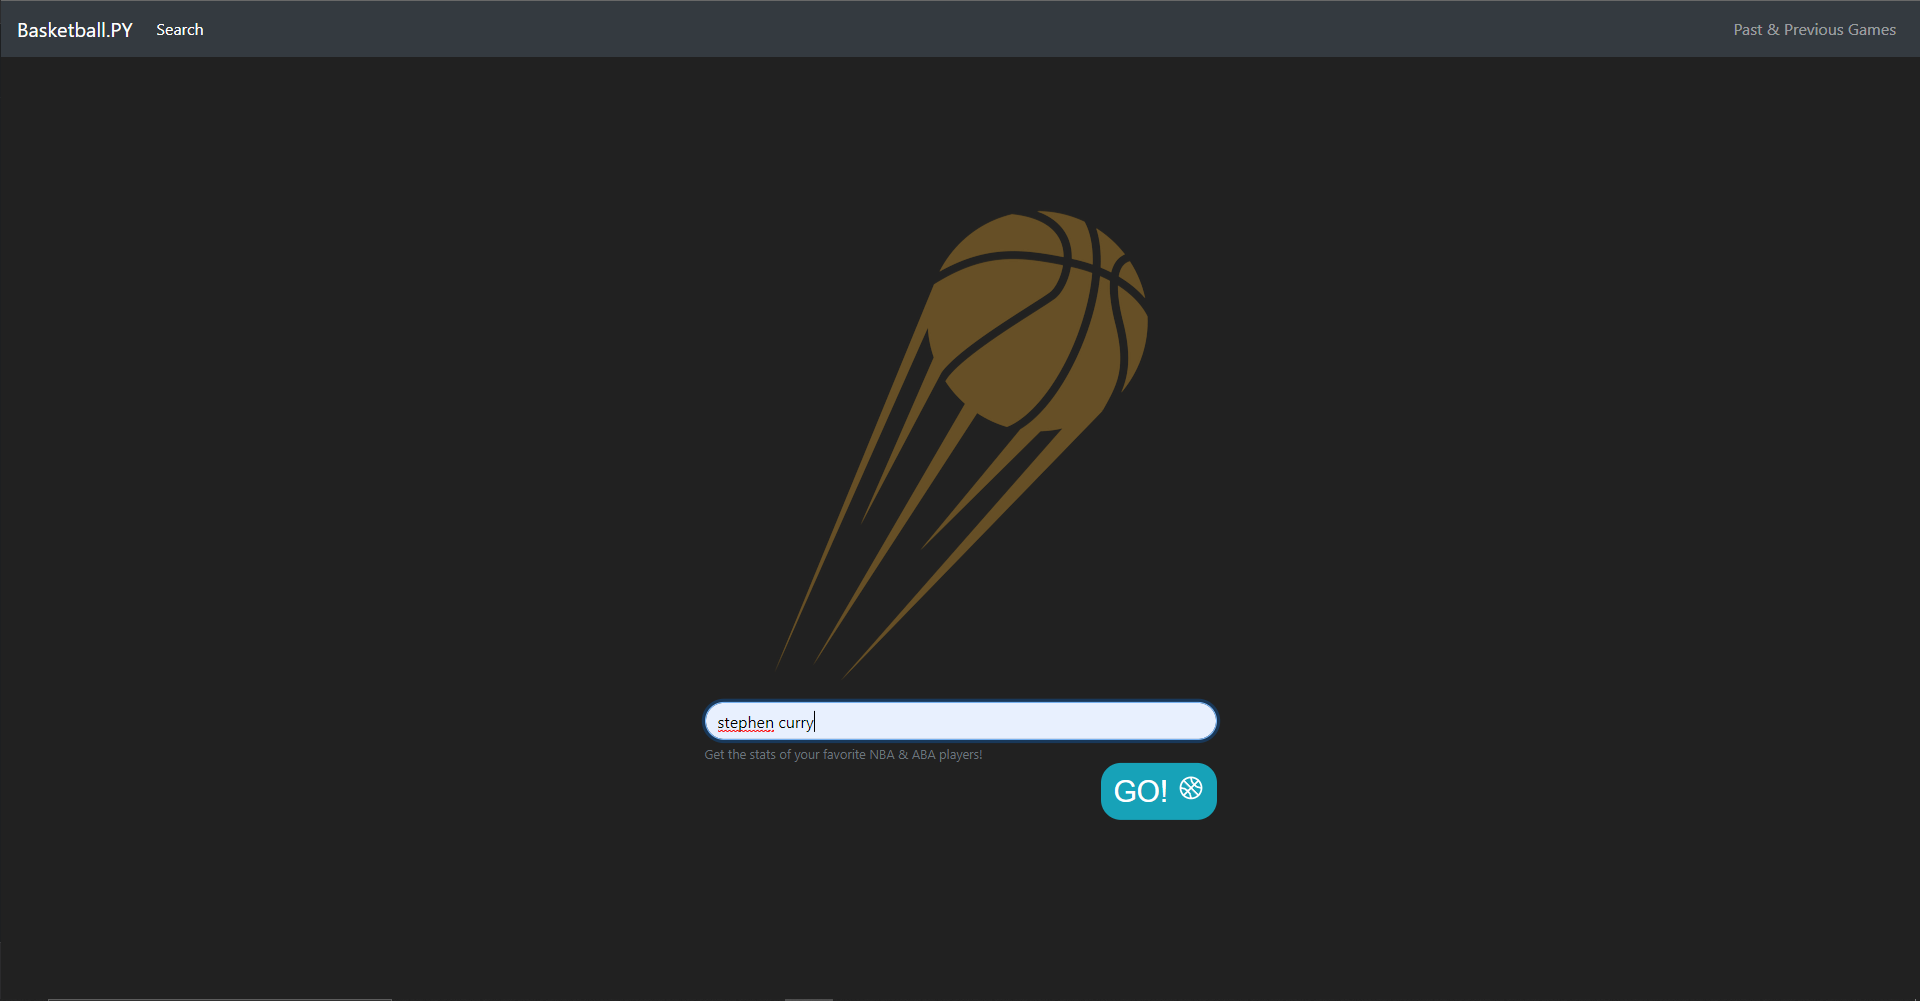 Basketball.PY Search Past & Previous Games
stephen curry
Get the stats of your favorite NBA & ABA players!
GO!